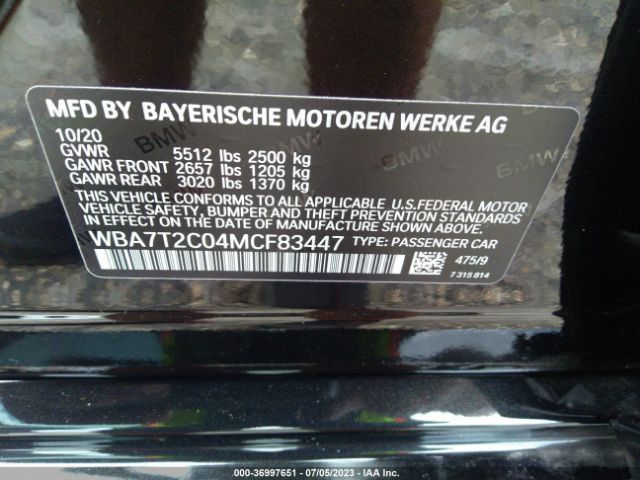 MFD BY BAYERISCHE MOTOREN WERKE AG
10/20
GVWR 5512 lbs 2500 kg
GAWR FRONT 2657 lbs 1205 kg
GAWR REAR 3020 lbs 1370 kg
THIS VEHICLE CONFORMS TO ALL APPLICABLE U.S.FEDERAL MOTOR
VEHICLE SAFETY, BUMPER AND THEFT PREVENTION STANDARDS
IN EFFECT ON THE DATE OF MANUFACTURE SHOWN ABOVE.
WBA7T2C04MCF83447 TYPE: PASSENGER CAR
475/9
7 315 814
BMW
BMW
BMW
000-36997651 - 07/05/2023 - IAA Inc.